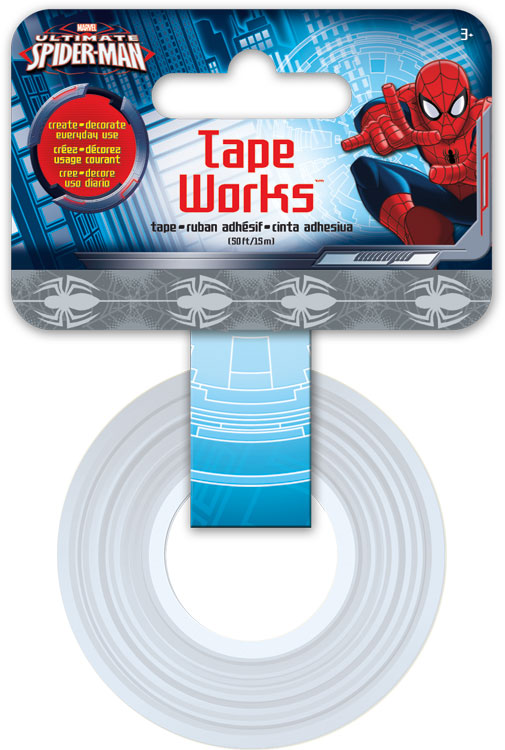 MARVEL
ULTIMATE
SPIDER-MAN
3+
create • decorate
everyday use
créez • décorez
usage courant
cree • decore
uso diario
Tape
Works™
tape • ruban adhésif • cinta adhesiva
(50 ft/15 m)